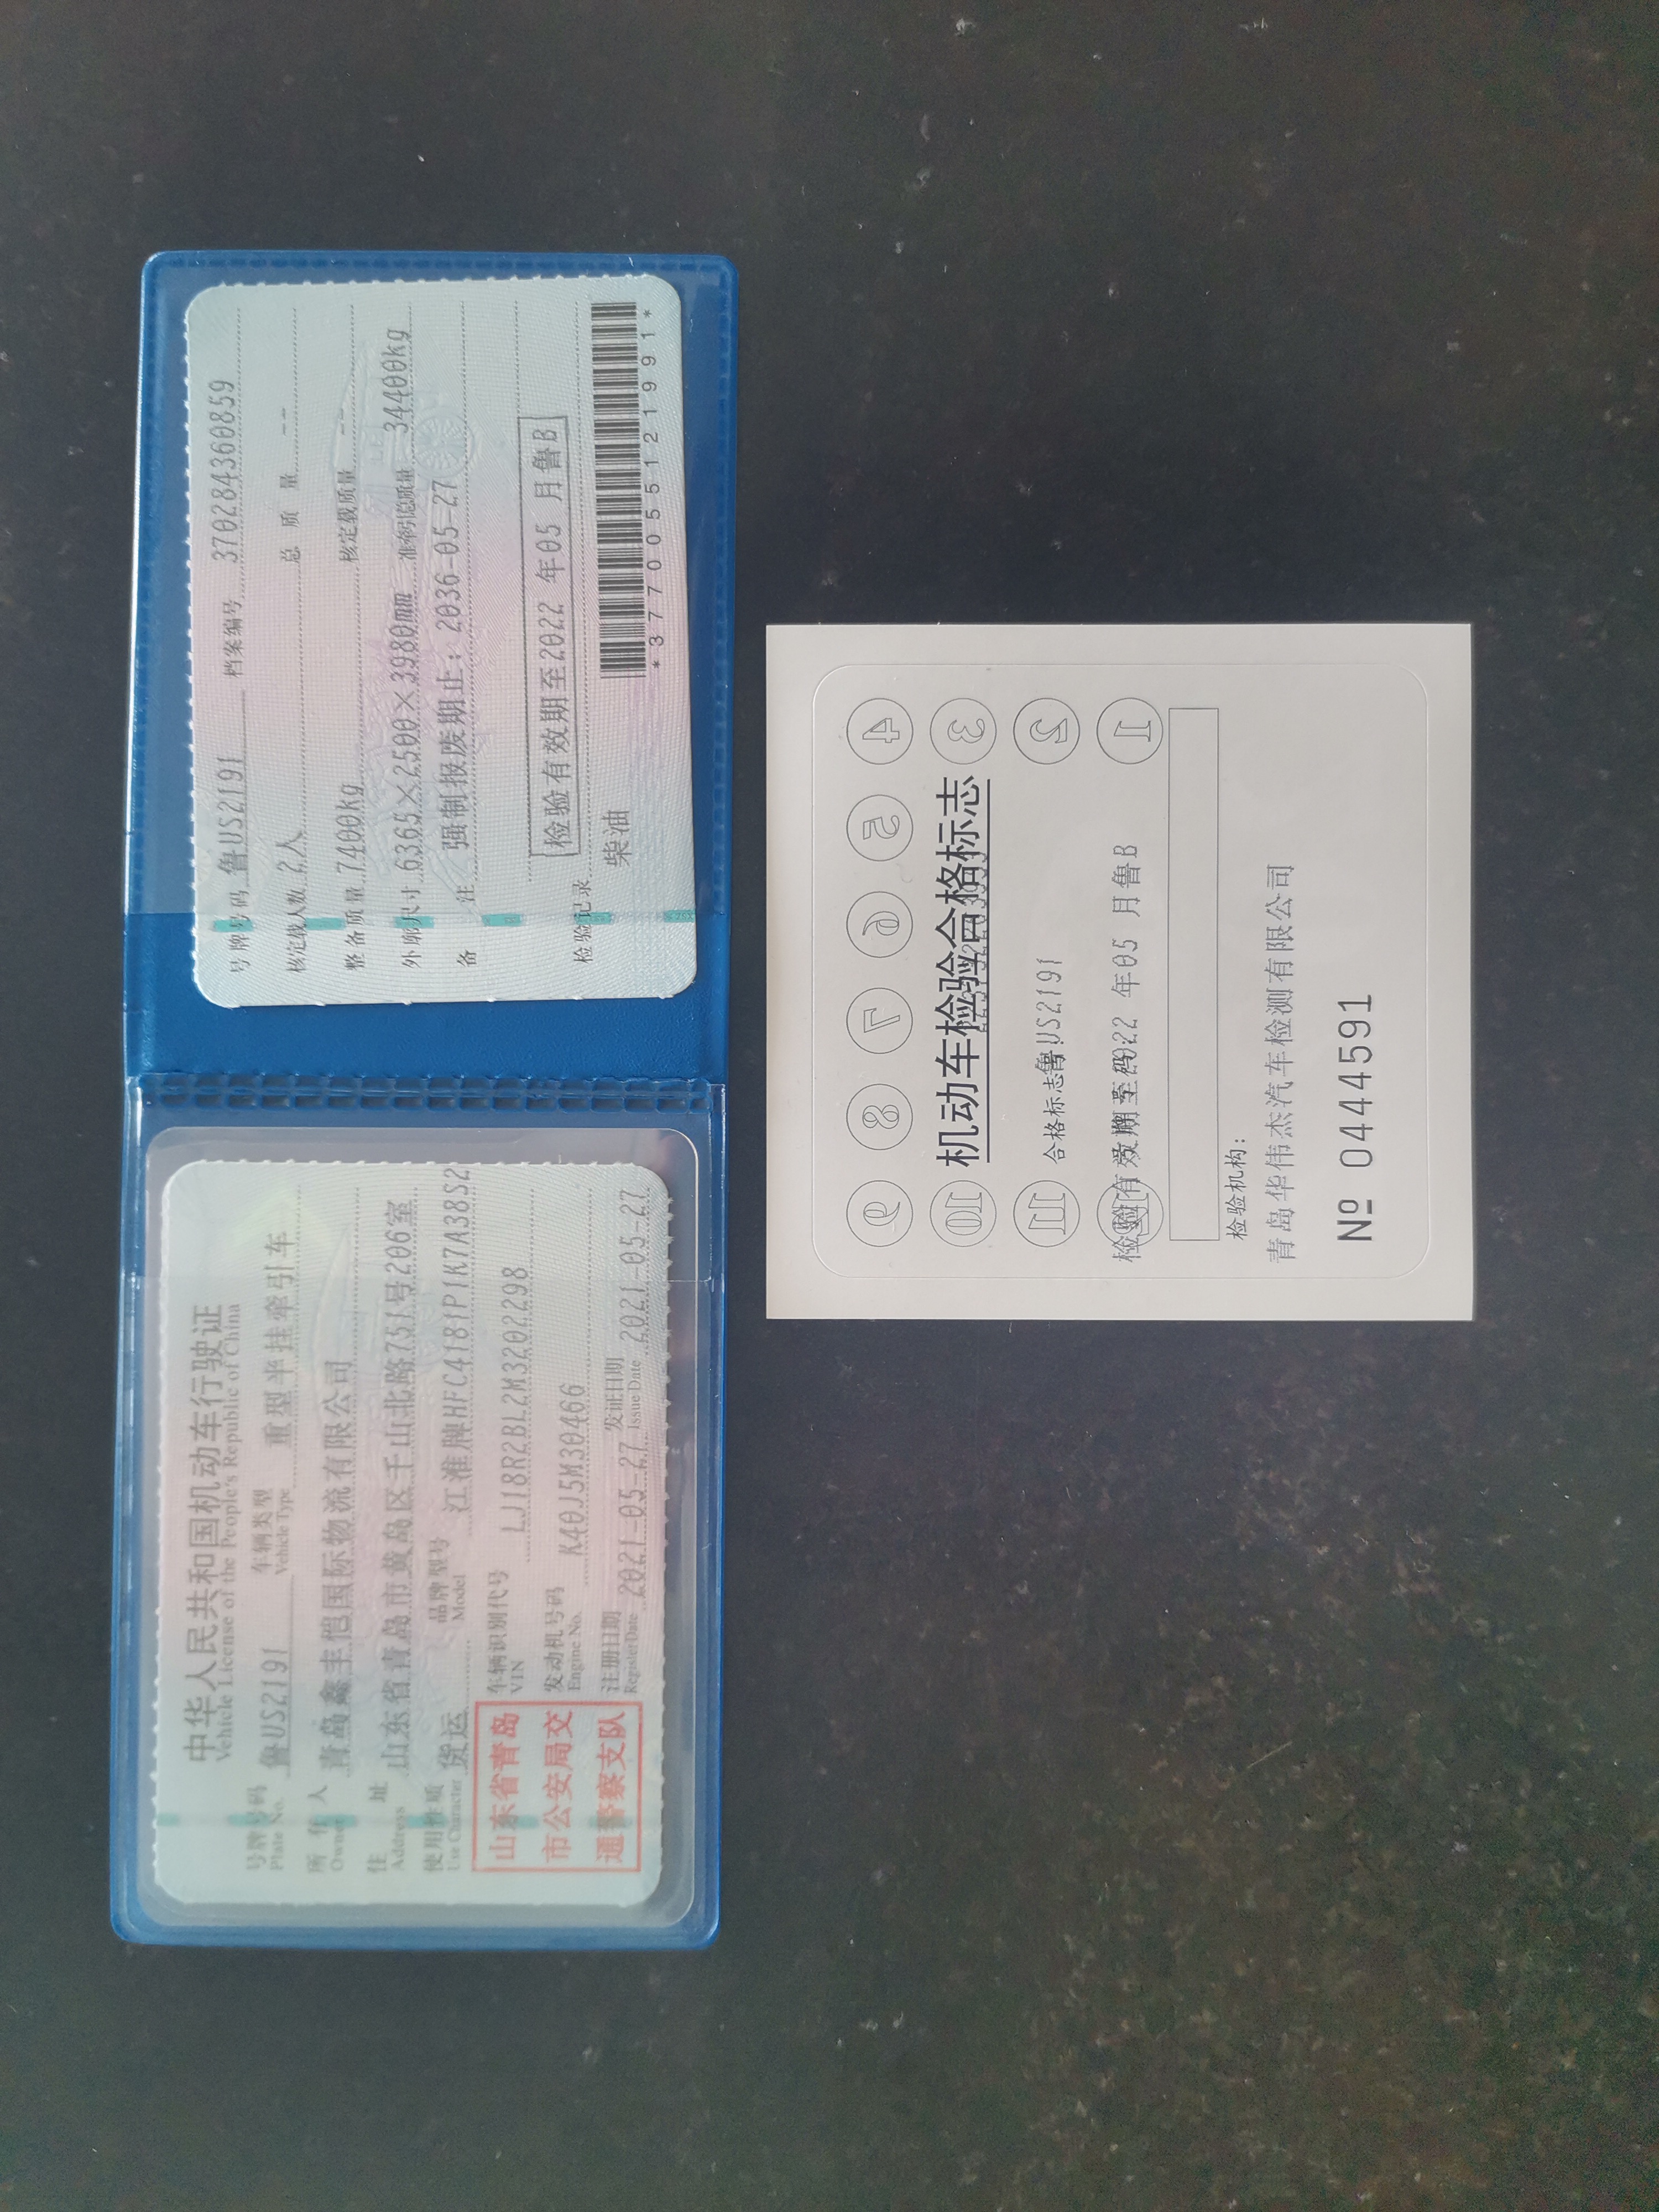 中华人民共和国机动车行驶证
Vehicle License of the People's Republic of China
号牌号码 鲁US2191 车辆类型 重型半挂牵引车
Plate No. Vehicle Type
所有人 青岛鑫丰恺国际物流有限公司
Owner
住址 山东省青岛市黄岛区千山北路751号206室
Address
使用性质 货运 品牌型号 江淮牌HFC4181P1K7A38S2
Use Character Model
山东省青岛
市公安局交
通警察支队
车辆识别代号 LJ18R2BL2M3202298
VIN
发动机号码 K40J5M30466
Engine No.
注册日期 2021-05-27 发证日期 2021-05-27
Register Date Issue Date
号牌号码 鲁US2191 档案编号 370284360859
核定载人数 2人 总质量 --
整备质量 7400kg 核定载质量 --
外廓尺寸 6365×2500×3980mm 准牵引总质量 34400kg
备注 强制报废期止：2036-05-27
检验有效期至2022 年05 月鲁B
检验记录
柴油
*3770055121991*
9 8 7 6 5 4
10 3
机动车检验合格标志
11 2
合格标志 鲁US2191
1
检验有效期至2022 年05 月鲁B
检验机构：
青岛华伟杰汽车检测有限公司
№ 0444591